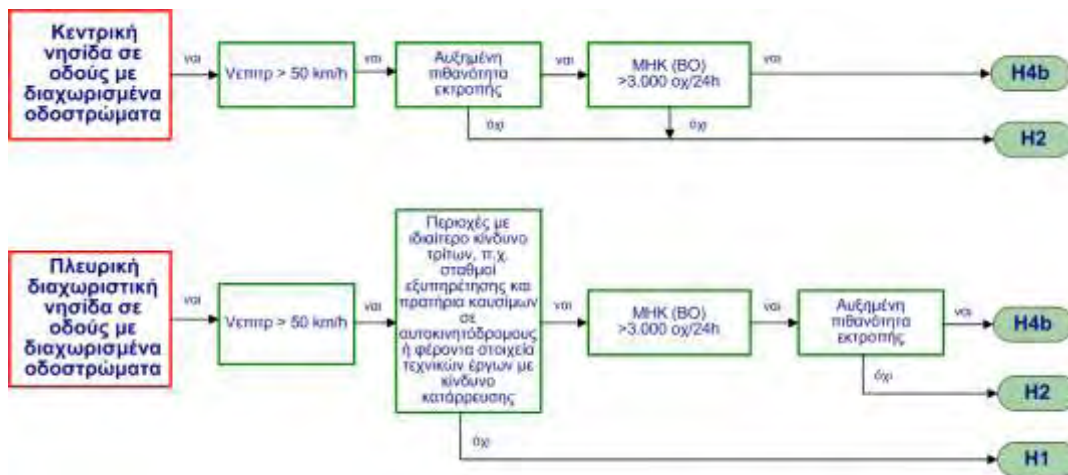 Κεντρική
νησίδα σε
οδούς με
διαχωρισμένα
οδοστρώματα
ναι
Vεπιτρ > 50 km/h
ναι
Αυξημένη
πιθανότητα
εκτροπής
ναι
ΜΗΚ (ΒΟ)
>3.000 οχ/24h
ναι
H4b
όχι
όχι
H2
Πλευρική
διαχωριστική
νησίδα σε
οδούς με
διαχωρισμένα
οδοστρώματα
ναι
Vεπιτρ > 50 km/h
ναι
Περιοχές με
ιδιαίτερο κίνδυνο
τρίτων, π.χ.
σταθμοί
εξυπηρέτησης και
πρατήρια καυσίμων
σε
αυτοκινητόδρομους
ή φέροντα στοιχεία
τεχνικών έργων με
κίνδυνο
κατάρρευσης
ναι
ΜΗΚ (ΒΟ)
>3.000 οχ/24h
ναι
Αυξημένη
πιθανότητα
εκτροπής
ναι
H4b
όχι
H2
όχι
H1